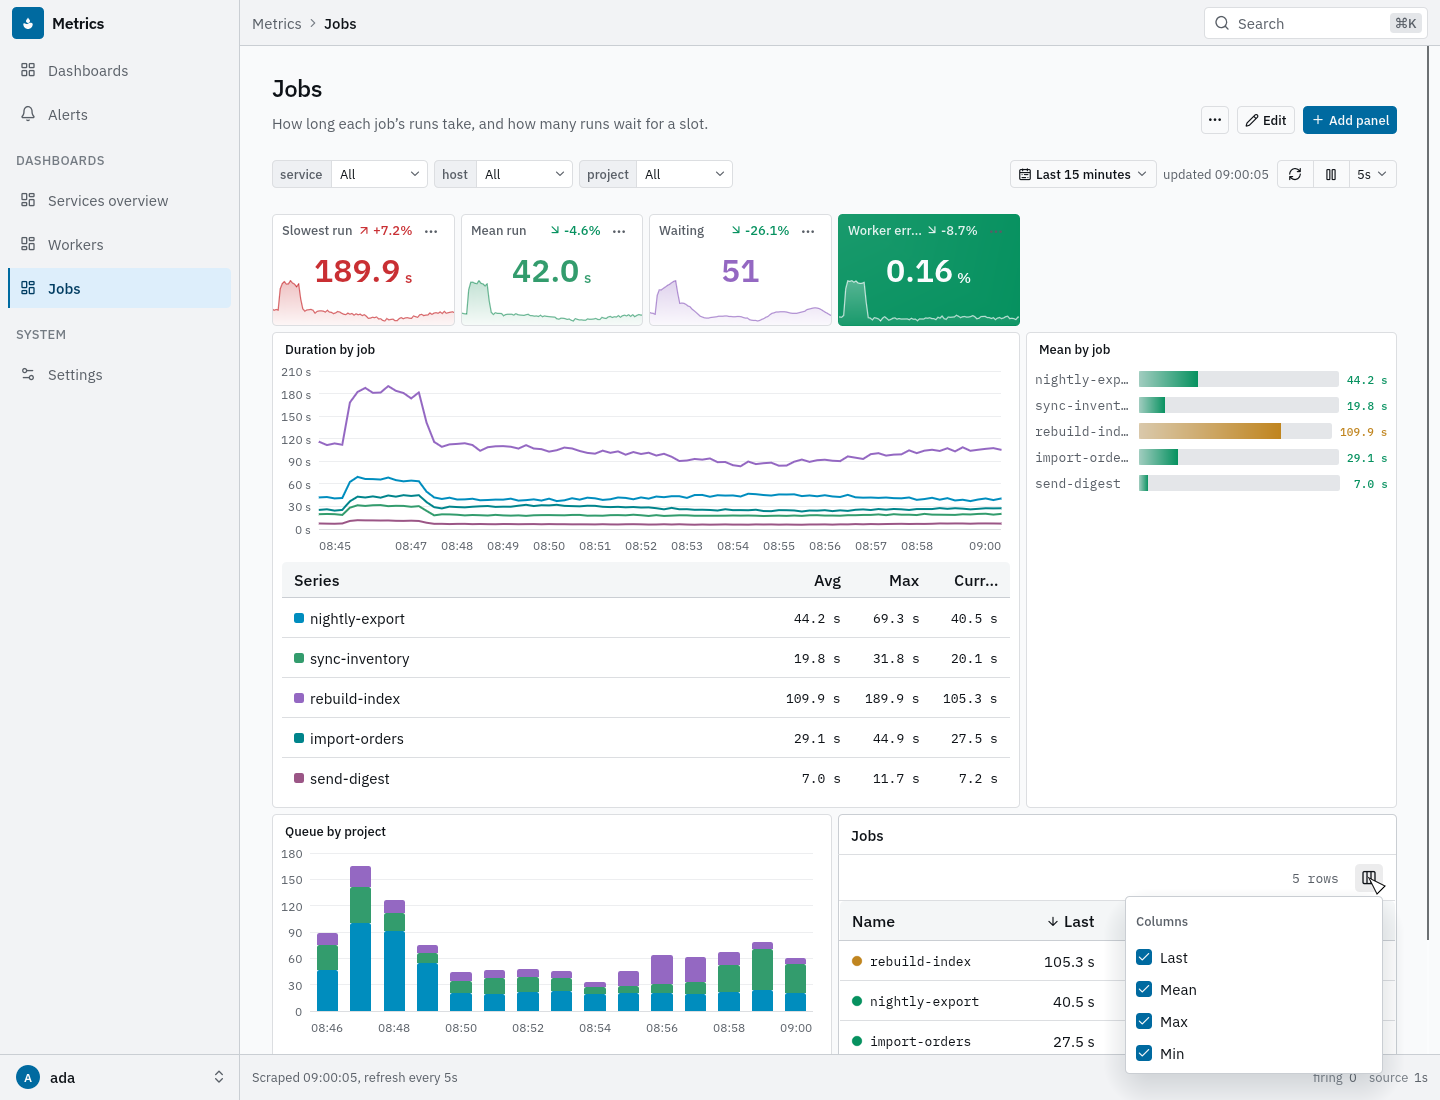 Metrics
Metrics > Jobs
Search ⌘K
Dashboards
Alerts
DASHBOARDS
Services overview
Workers
Jobs
SYSTEM
Settings
Jobs
How long each job's runs take, and how many runs wait for a slot.
... Edit + Add panel
service All host All project All
Last 15 minutes updated 09:00:05 5s
Slowest run +7.2% ...
189.9 s
Mean run -4.6% ...
42.0 s
Waiting -26.1% ...
51
Worker err... -8.7% ...
0.16 %
Duration by job
210 s
180 s
150 s
120 s
90 s
60 s
30 s
0 s
08:45 08:47 08:48 08:49 08:50 08:51 08:52 08:53 08:54 08:55 08:56 08:57 08:58 09:00
Series Avg Max Curr...
nightly-export 44.2 s 69.3 s 40.5 s
sync-inventory 19.8 s 31.8 s 20.1 s
rebuild-index 109.9 s 189.9 s 105.3 s
import-orders 29.1 s 44.9 s 27.5 s
send-digest 7.0 s 11.7 s 7.2 s
Mean by job
nightly-exp... 44.2 s
sync-invent... 19.8 s
rebuild-ind... 109.9 s
import-orde... 29.1 s
send-digest 7.0 s
Queue by project
180
150
120
90
60
30
0
08:46 08:48 08:50 08:52 08:54 08:56 08:58 09:00
Jobs
5 rows
Name ↓ Last
rebuild-index 105.3 s
nightly-export 40.5 s
import-orders 27.5 s
Columns
Last
Mean
Max
Min
A ada
Scraped 09:00:05, refresh every 5s
firing 0 source 1s